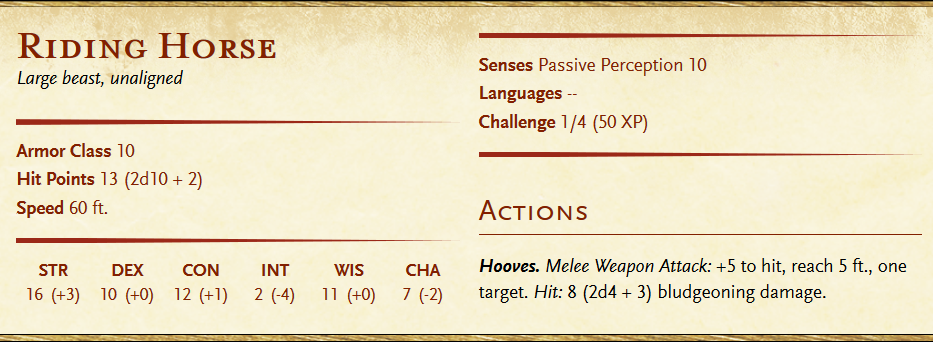 Riding Horse
Large beast, unaligned
Armor Class 10
Hit Points 13 (2d10 + 2)
Speed 60 ft.
STR DEX CON INT WIS CHA
16 (+3) 10 (+0) 12 (+1) 2 (-4) 11 (+0) 7 (-2)
Senses Passive Perception 10
Languages --
Challenge 1/4 (50 XP)
Actions
Hooves. Melee Weapon Attack: +5 to hit, reach 5 ft., one
target. Hit: 8 (2d4 + 3) bludgeoning damage.